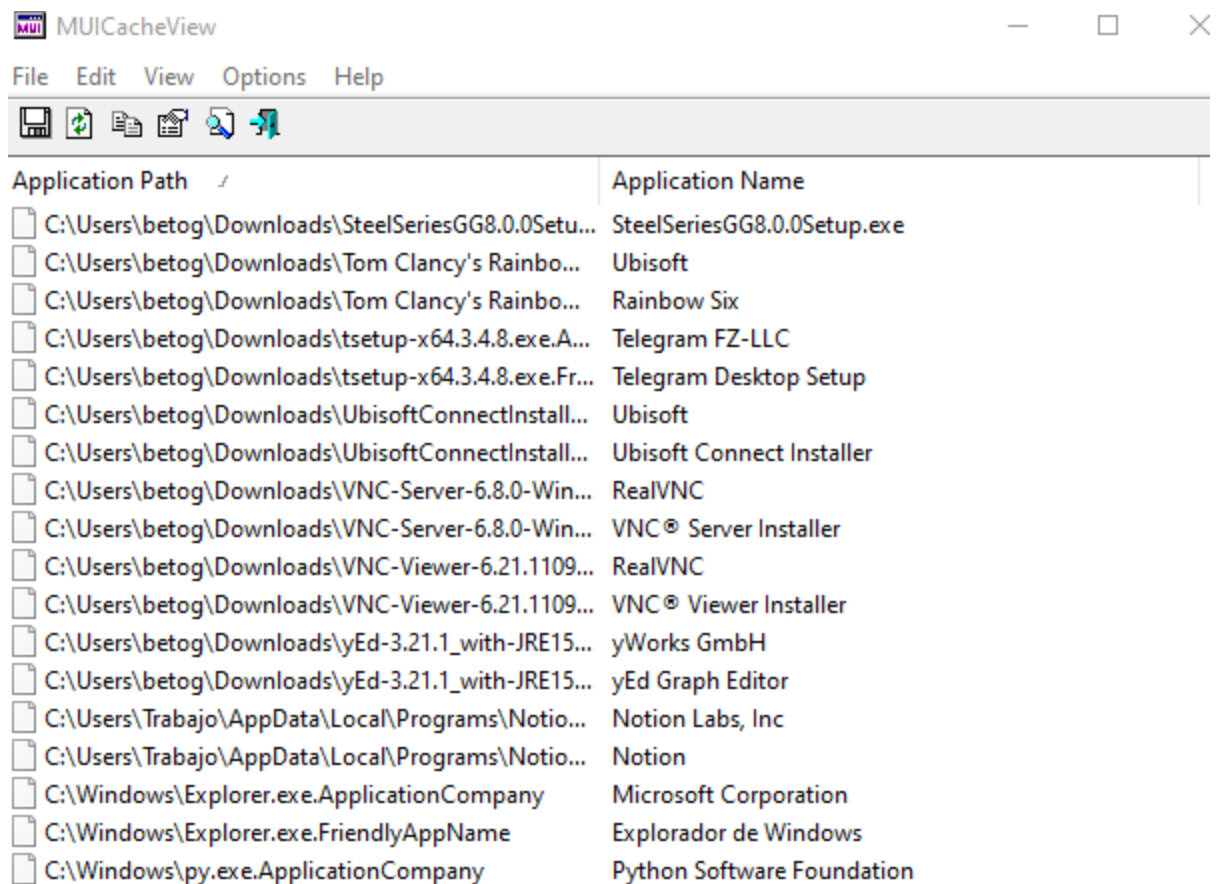 MUICacheView
File Edit View Options Help
Application Path Application Name
C:\Users\betog\Downloads\SteelSeriesGG8.0.0Setu... SteelSeriesGG8.0.0Setup.exe
C:\Users\betog\Downloads\Tom Clancy's Rainbo... Ubisoft
C:\Users\betog\Downloads\Tom Clancy's Rainbo... Rainbow Six
C:\Users\betog\Downloads\tsetup-x64.3.4.8.exe.A... Telegram FZ-LLC
C:\Users\betog\Downloads\tsetup-x64.3.4.8.exe.Fr... Telegram Desktop Setup
C:\Users\betog\Downloads\UbisoftConnectInstall... Ubisoft
C:\Users\betog\Downloads\UbisoftConnectInstall... Ubisoft Connect Installer
C:\Users\betog\Downloads\VNC-Server-6.8.0-Win... RealVNC
C:\Users\betog\Downloads\VNC-Server-6.8.0-Win... VNC® Server Installer
C:\Users\betog\Downloads\VNC-Viewer-6.21.1109... RealVNC
C:\Users\betog\Downloads\VNC-Viewer-6.21.1109... VNC® Viewer Installer
C:\Users\betog\Downloads\yEd-3.21.1_with-JRE15... yWorks GmbH
C:\Users\betog\Downloads\yEd-3.21.1_with-JRE15... yEd Graph Editor
C:\Users\Trabajo\AppData\Local\Programs\Notio... Notion Labs, Inc
C:\Users\Trabajo\AppData\Local\Programs\Notio... Notion
C:\Windows\Explorer.exe.ApplicationCompany Microsoft Corporation
C:\Windows\Explorer.exe.FriendlyAppName Explorador de Windows
C:\Windows\py.exe.ApplicationCompany Python Software Foundation